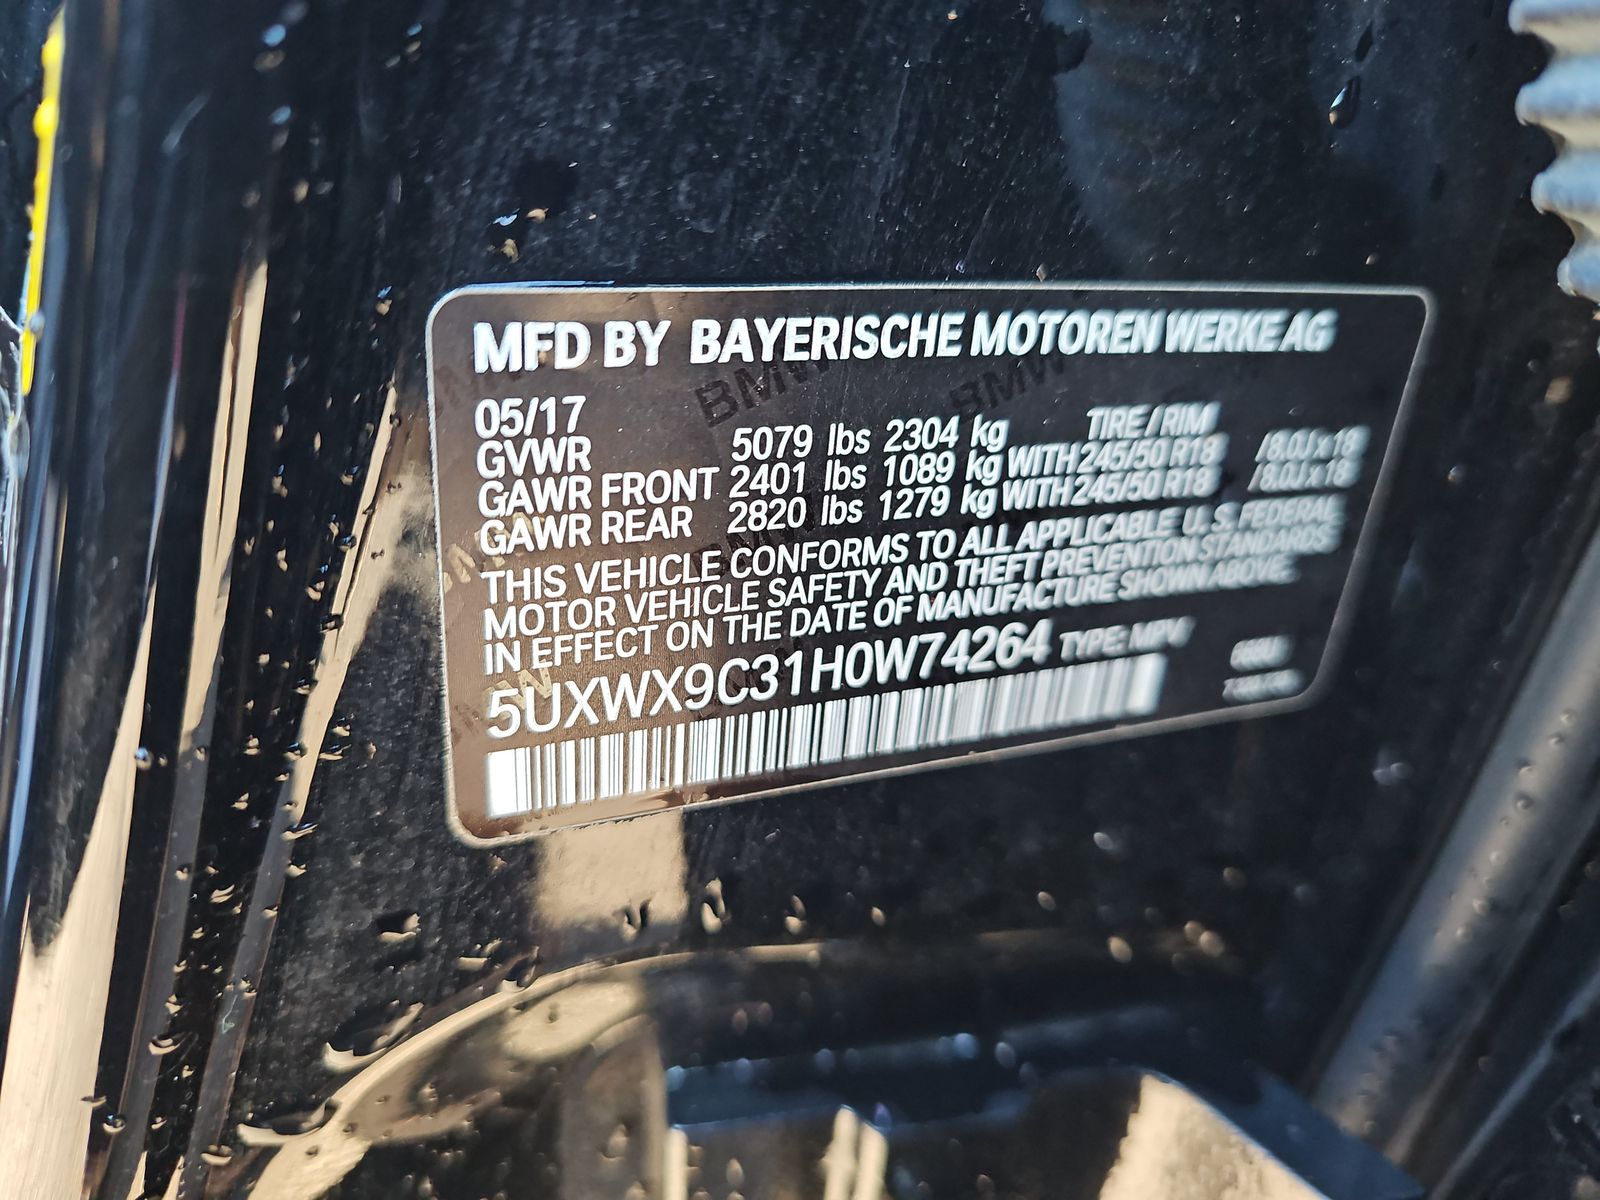 MFD BY BAYERISCHE MOTOREN WERKE AG
05/17 TIRE / RIM
GVWR 5079 lbs 2304 kg
GAWR FRONT 2401 lbs 1089 kg WITH 245/50 R18 / 8.0J x 18
GAWR REAR 2820 lbs 1279 kg WITH 245/50 R18 / 8.0J x 18
THIS VEHICLE CONFORMS TO ALL APPLICABLE U. S. FEDERAL
MOTOR VEHICLE SAFETY AND THEFT PREVENTION STANDARDS
IN EFFECT ON THE DATE OF MANUFACTURE SHOWN ABOVE.
5UXWX9C31H0W74264 TYPE: MPV